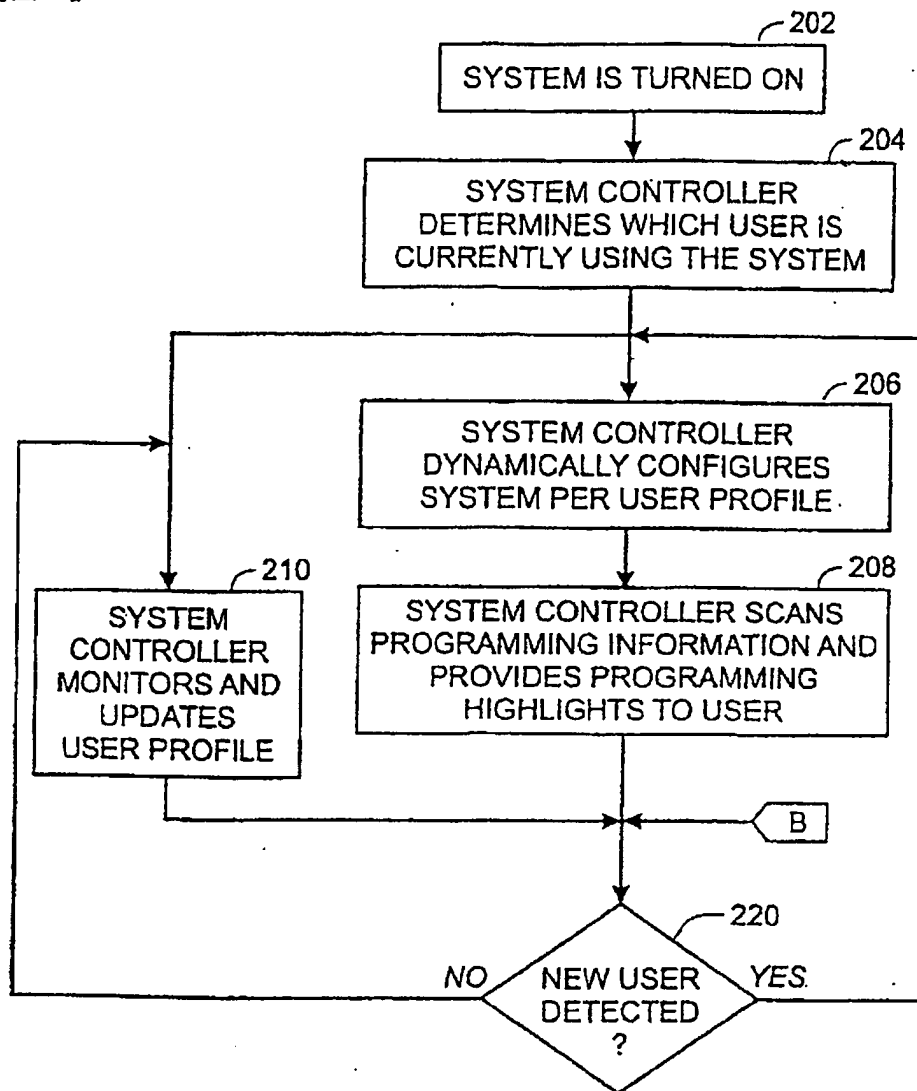 202
SYSTEM IS TURNED ON
204
SYSTEM CONTROLLER
DETERMINES WHICH USER IS
CURRENTLY USING THE SYSTEM
206
SYSTEM CONTROLLER
DYNAMICALLY CONFIGURES
SYSTEM PER USER PROFILE
210
SYSTEM
CONTROLLER
MONITORS AND
UPDATES
USER PROFILE
208
SYSTEM CONTROLLER SCANS
PROGRAMMING INFORMATION AND
PROVIDES PROGRAMMING
HIGHLIGHTS TO USER
B
220
NO
NEW USER
DETECTED
?
YES